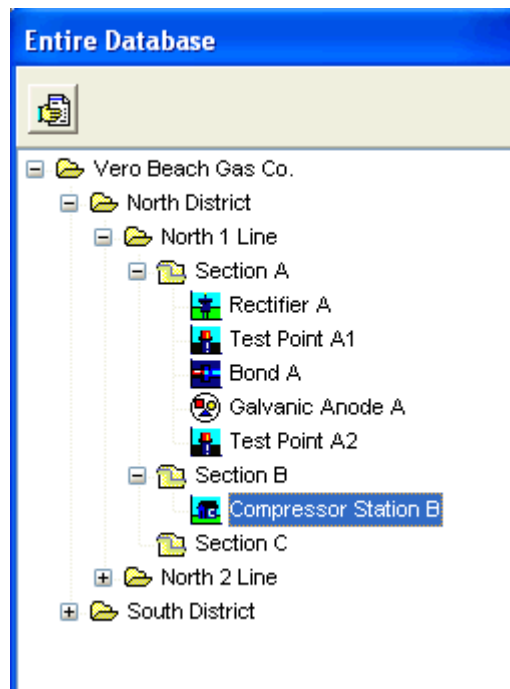 Entire Database
Vero Beach Gas Co.
North District
North 1 Line
Section A
Rectifier A
Test Point A1
Bond A
Galvanic Anode A
Test Point A2
Section B
Compressor Station B
Section C
North 2 Line
South District